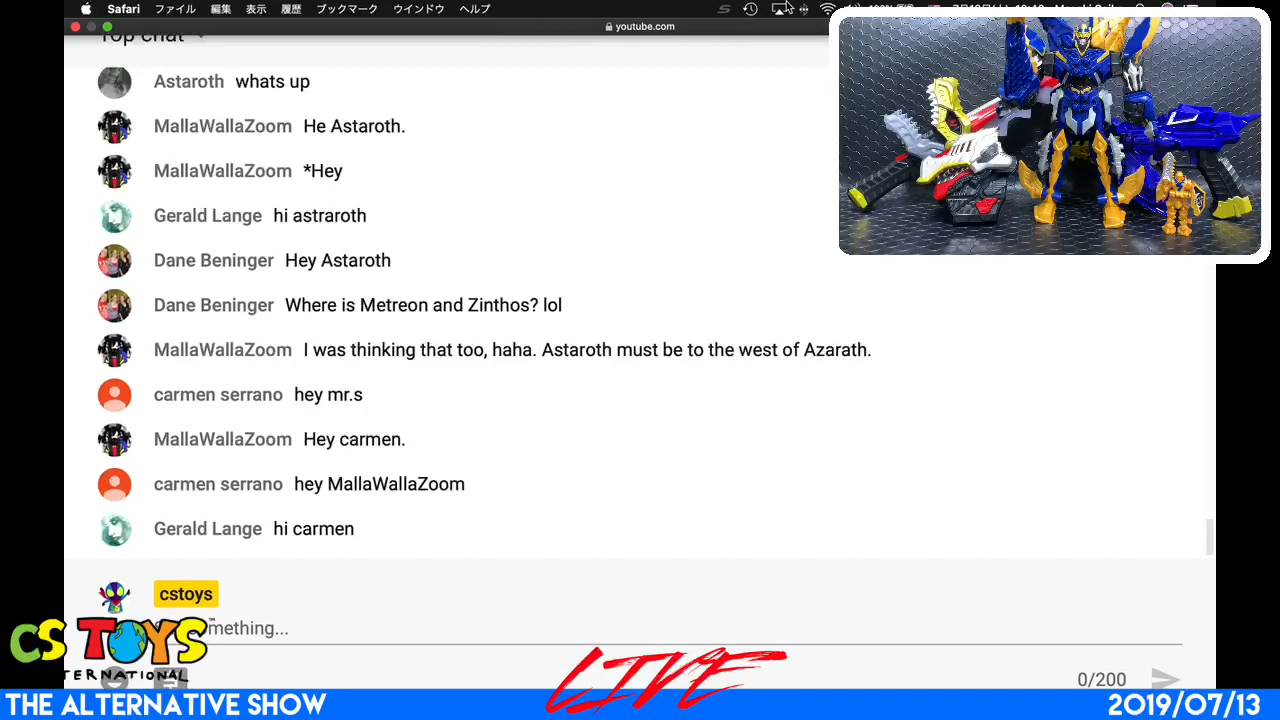 Safari ファイル 編集 表示 履歴 ブックマーク ウインドウ ヘルプ
youtube.com
Top chat
Astaroth whats up
MallaWallaZoom He Astaroth.
MallaWallaZoom *Hey
Gerald Lange hi astraroth
Dane Beninger Hey Astaroth
Dane Beninger Where is Metreon and Zinthos? lol
MallaWallaZoom I was thinking that too, haha. Astaroth must be to the west of Azarath.
carmen serrano hey mr.s
MallaWallaZoom Hey carmen.
carmen serrano hey MallaWallaZoom
Gerald Lange hi carmen
cstoys
mething...
CS TOYS
TERNATIONAL
LIVE
0/200
THE ALTERNATIVE SHOW
2019/07/13